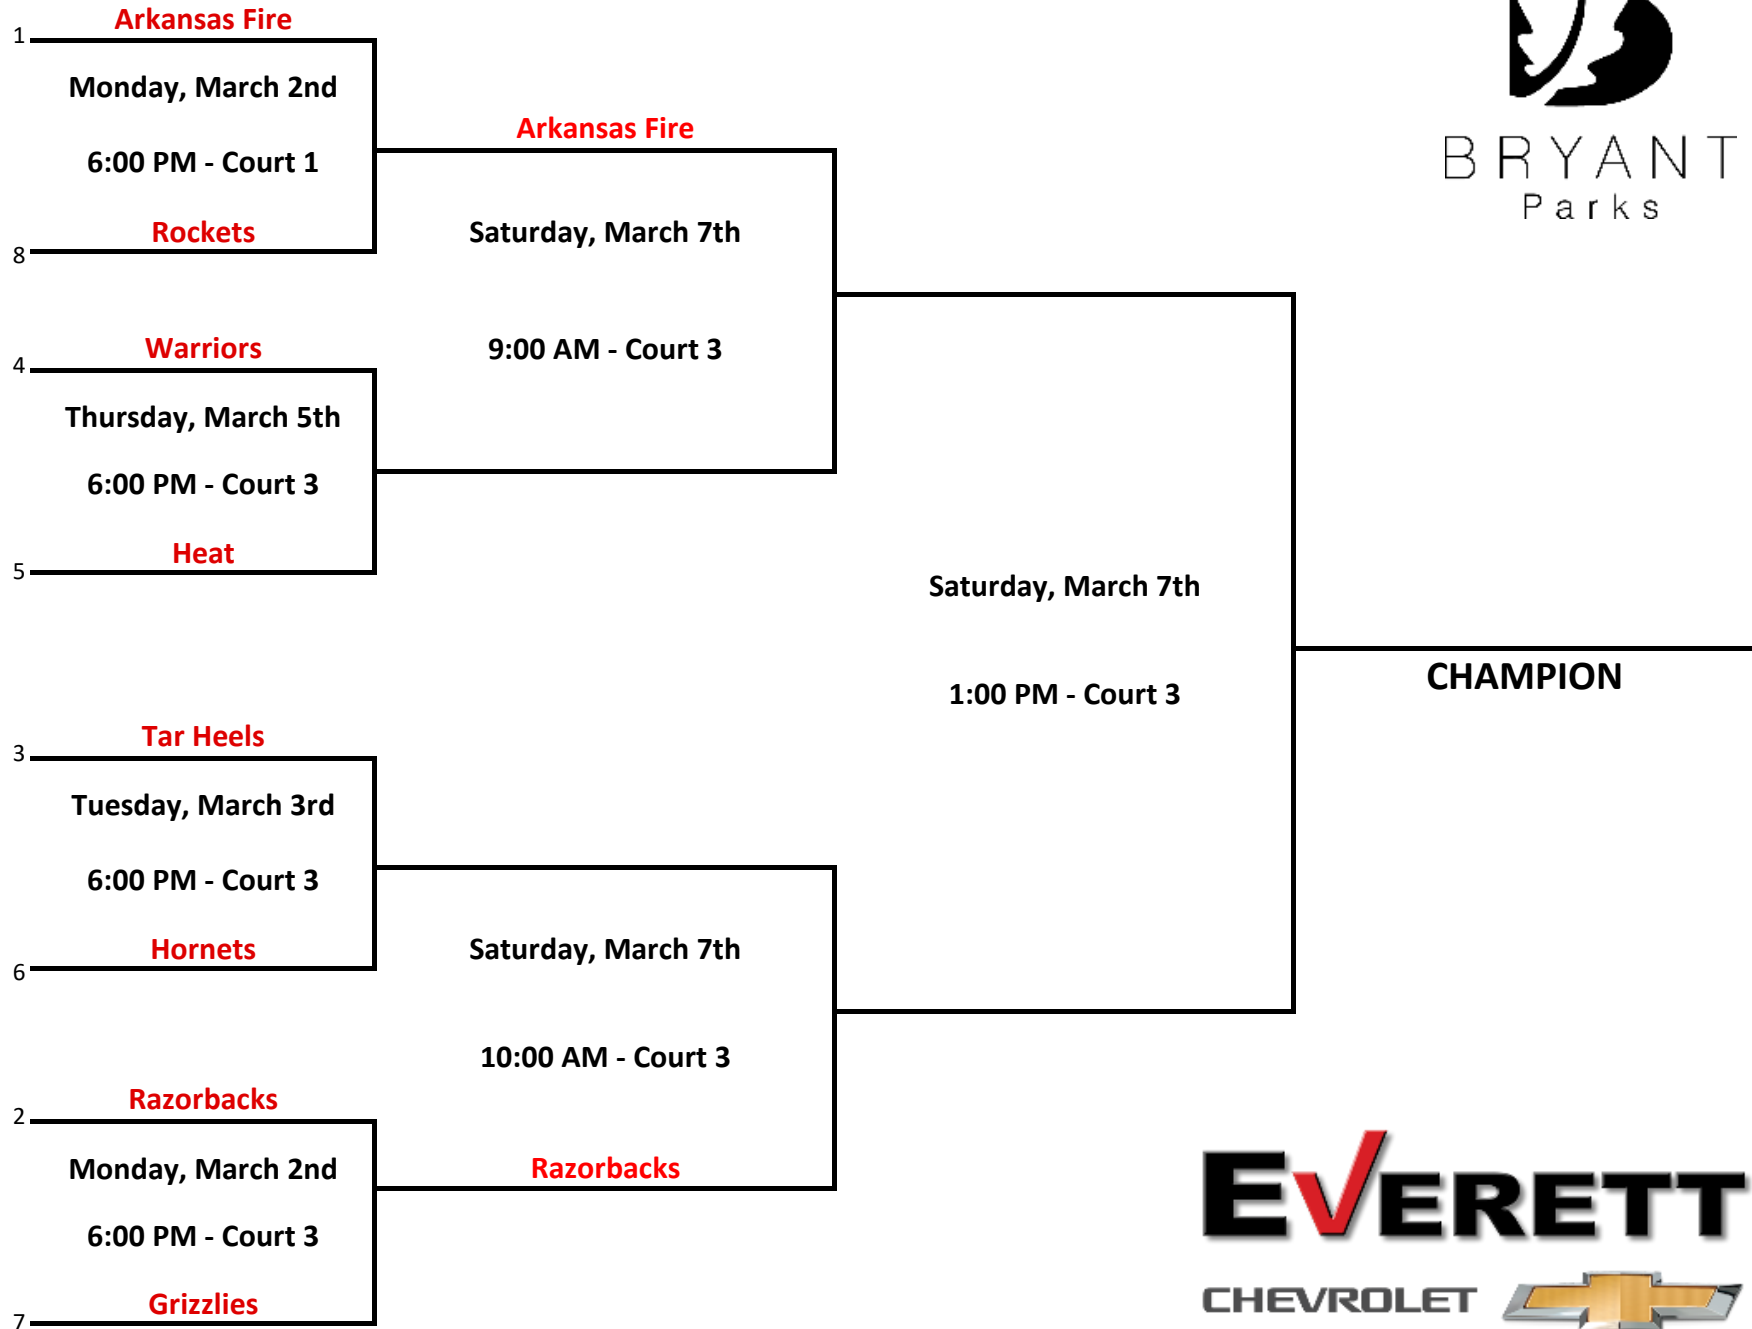 Arkansas Fire
1
Monday, March 2nd
6:00 PM - Court 1
Rockets
8
Arkansas Fire
Saturday, March 7th
9:00 AM - Court 3
Warriors
4
Thursday, March 5th
6:00 PM - Court 3
Heat
5
Saturday, March 7th
1:00 PM - Court 3
CHAMPION
Tar Heels
3
Tuesday, March 3rd
6:00 PM - Court 3
Hornets
6
Saturday, March 7th
10:00 AM - Court 3
Razorbacks
Razorbacks
2
Monday, March 2nd
6:00 PM - Court 3
Grizzlies
7
BRYANT
Parks
EVERETT
CHEVROLET